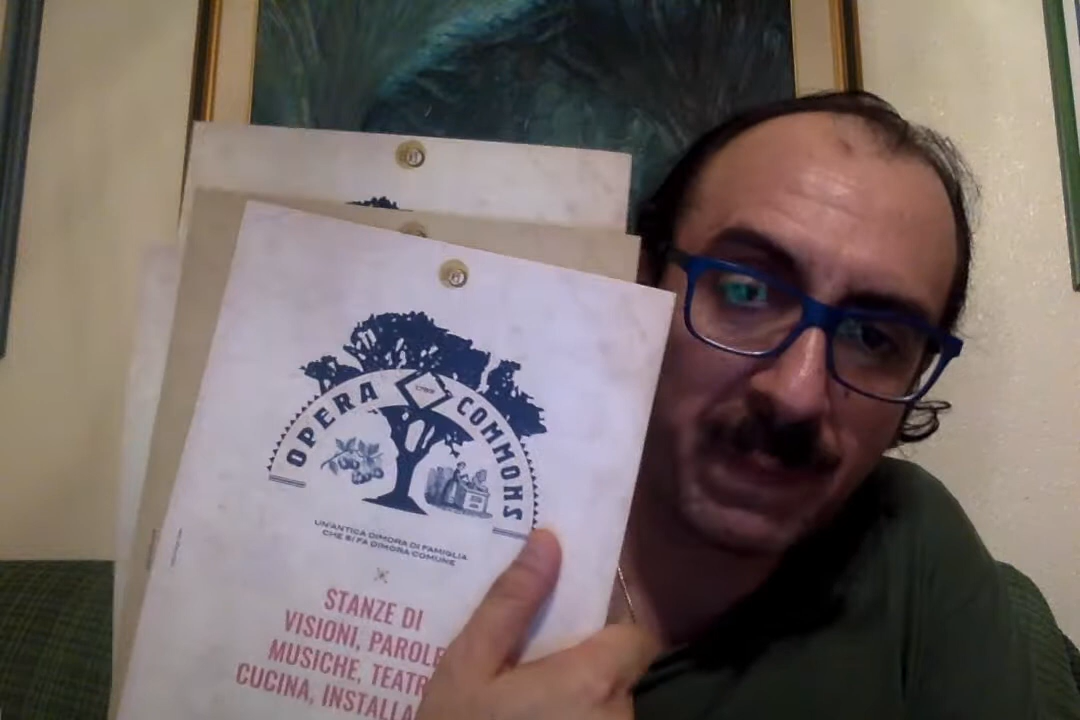 OPERA COMMONS
UN'ANTICA DIMORA DI FAMIGLIA
CHE SI FA DIMORA COMUNE
STANZE DI
VISIONI, PAROLE
MUSICHE, TEATR
CUCINA, INSTALLA